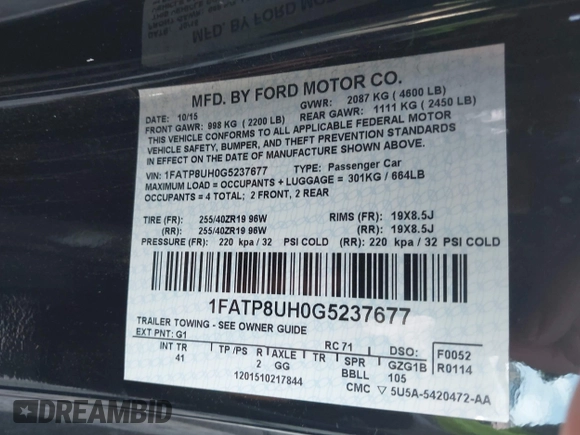 MFD. BY FORD MOTOR CO.
DATE: 10/15
GVWR: 2087 KG ( 4600 LB)
FRONT GAWR: 998 KG ( 2200 LB)
REAR GAWR: 1111 KG ( 2450 LB)
THIS VEHICLE CONFORMS TO ALL APPLICABLE FEDERAL MOTOR
VEHICLE SAFETY, BUMPER, AND THEFT PREVENTION STANDARDS
IN EFFECT ON THE DATE OF MANUFACTURE SHOWN ABOVE.
VIN: 1FATP8UH0G5237677
TYPE: Passenger Car
MAXIMUM LOAD = OCCUPANTS + LUGGAGE = 301KG / 664LB
OCCUPANTS = 4 TOTAL; 2 FRONT, 2 REAR
TIRE (FR): 255/40ZR19 96W RIMS (FR): 19X8.5J
(RR): 255/40ZR19 96W (RR): 19X8.5J
PRESSURE (FR): 220 kpa / 32 PSI COLD (RR): 220 kpa / 32 PSI COLD
1FATP8UH0G5237677
TRAILER TOWING - SEE OWNER GUIDE
EXT PNT: G1 RC 71 DSO: F0052
INT TR TP /PS R AXLE TR SPR GZG1B R0114
41 2 GG BBLL 105
1201510217844
CMC ▽ 5U5A-5420472-AA
DREAMBID